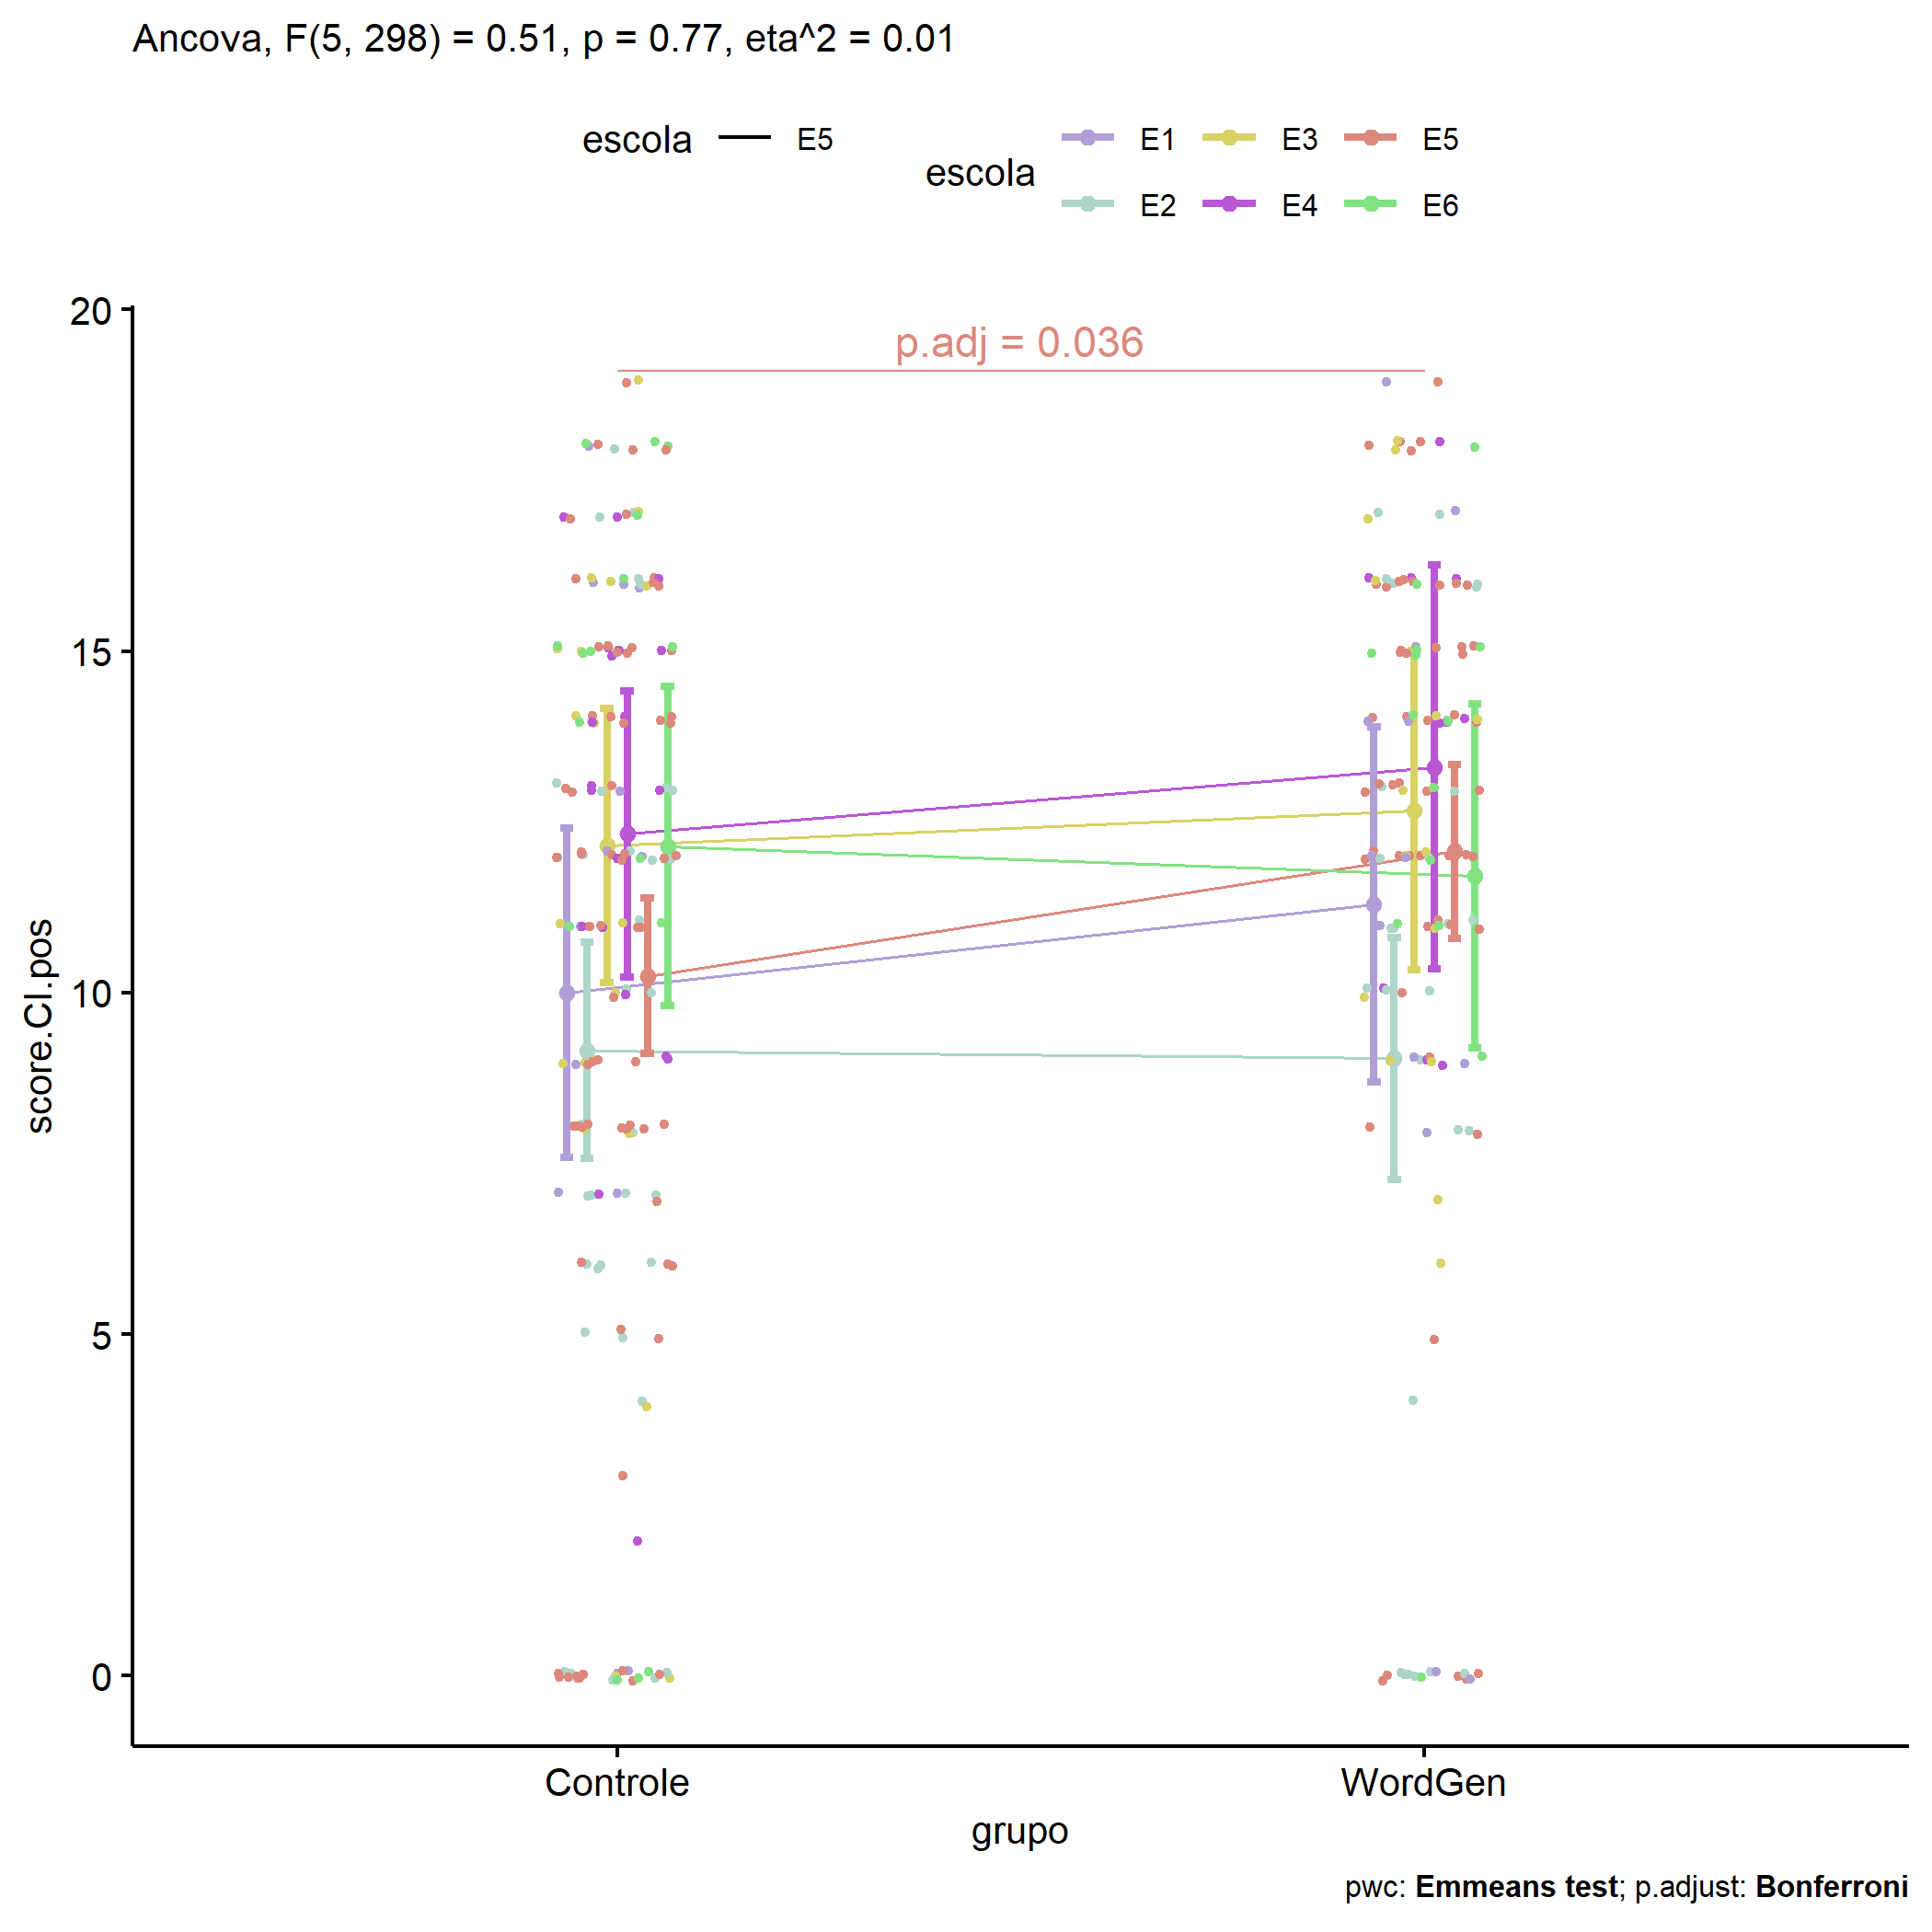 Ancova, F(5, 298) = 0.51, p = 0.77, eta^2 = 0.01
escola E5
escola
E1 E3 E5
E2 E4 E6
20
p.adj = 0.036
15
10
5
0
score.CI.pos
Controle WordGen
grupo
pwc: Emmeans test; p.adjust: Bonferroni